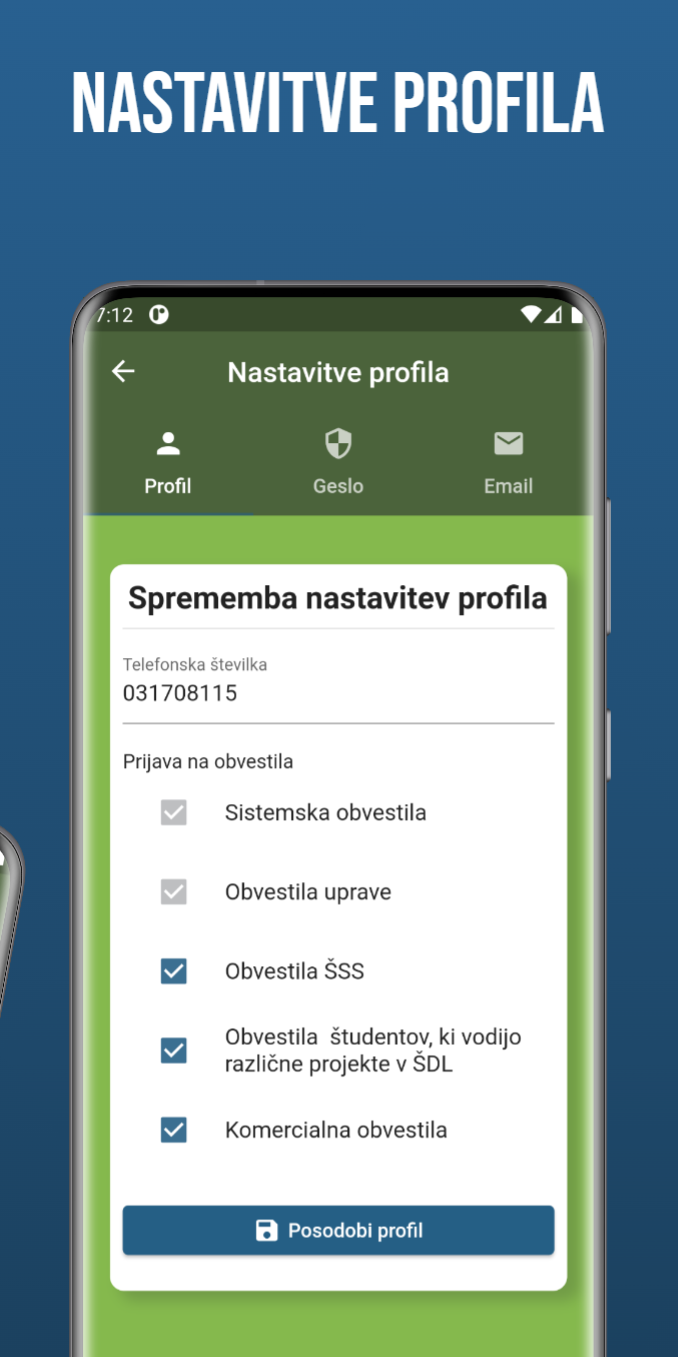 NASTAVITVE PROFILA
7:12
Nastavitve profila
Profil
Geslo
Email
Sprememba nastavitev profila
Telefonska številka
031708115
Prijava na obvestila
Sistemska obvestila
Obvestila uprave
Obvestila ŠSS
Obvestila  študentov, ki vodijo
različne projekte v ŠDL
Komercialna obvestila
Posodobi profil